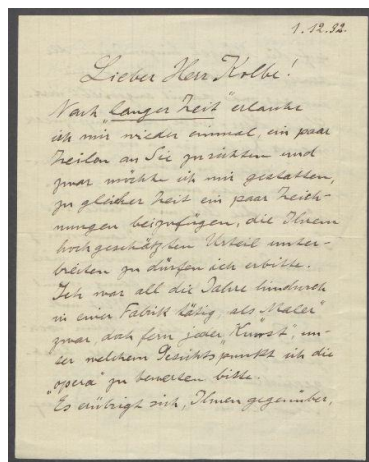 1.12.32.
Lieber Herr Kolbe!
Nach "langer Zeit" erlaube
ich mir wieder einmal, ein paar
Zeilen an Sie zu richten und
zwar möchte ich mir gestatten,
zu gleicher Zeit ein paar Zeich-
nungen beizufügen, die Ihrem
hochgeschätzten Urteil unter-
breiten zu dürfen ich erbitte.
Ich war all die Jahre hindurch
in einer Fabrik tätig als "Maler"
zwar, doch fern jeder "Kunst", un-
ter welchem Gesichtspunkt ich die
"opera" zu bewerten bitte.
Es erübrigt sich, Ihnen gegenüber,